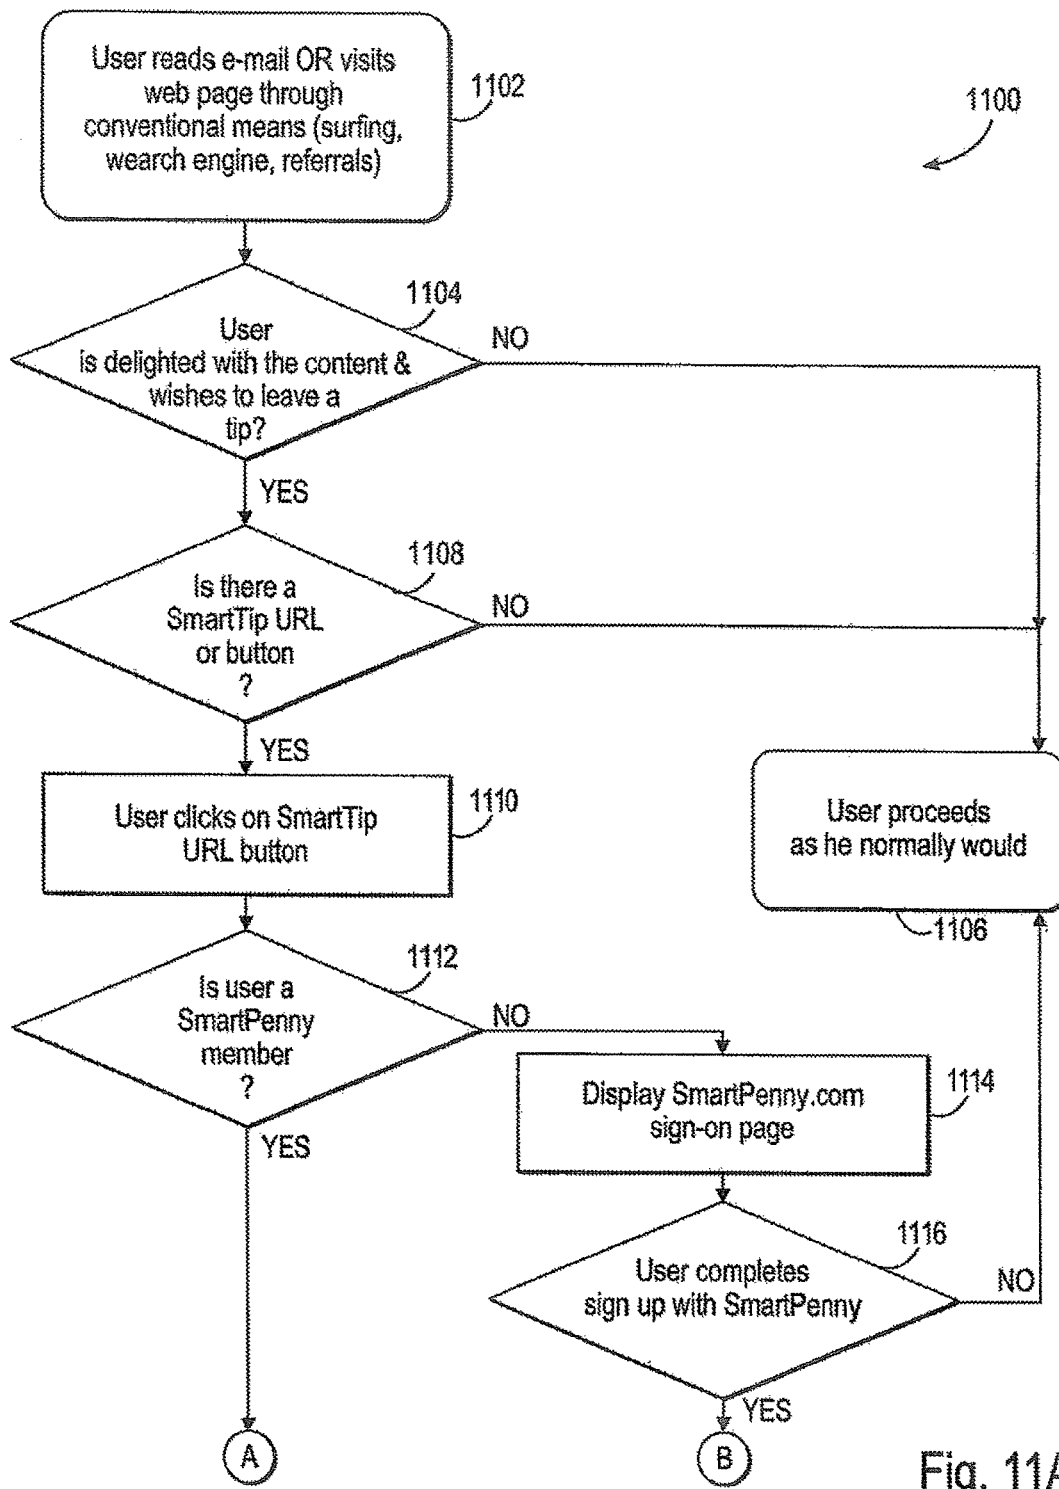 User reads e-mail OR visits
web page through
conventional means (surfing,
wearch engine, referrals)
1102
1100
1104
User
is delighted with the content &
wishes to leave a
tip?
NO
YES
1108
Is there a
SmartTip URL
or button
?
NO
YES
User clicks on SmartTip
URL button
1110
User proceeds
as he normally would
1106
1112
Is user a
SmartPenny
member
?
NO
YES
Display SmartPenny.com
sign-on page
1114
1116
User completes
sign up with SmartPenny
NO
YES
A
B
Fig. 11A